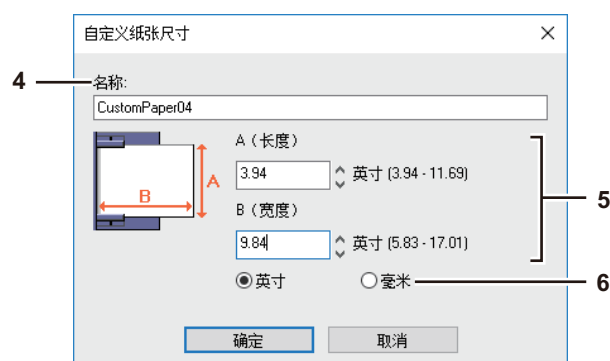 自定义纸张尺寸
4
名称:
CustomPaper04
A（长度）
3.94 英寸 (3.94 - 11.69)
A
B
B（宽度）
5
9.84 英寸 (5.83 - 17.01)
英寸 毫米
6
确定 取消